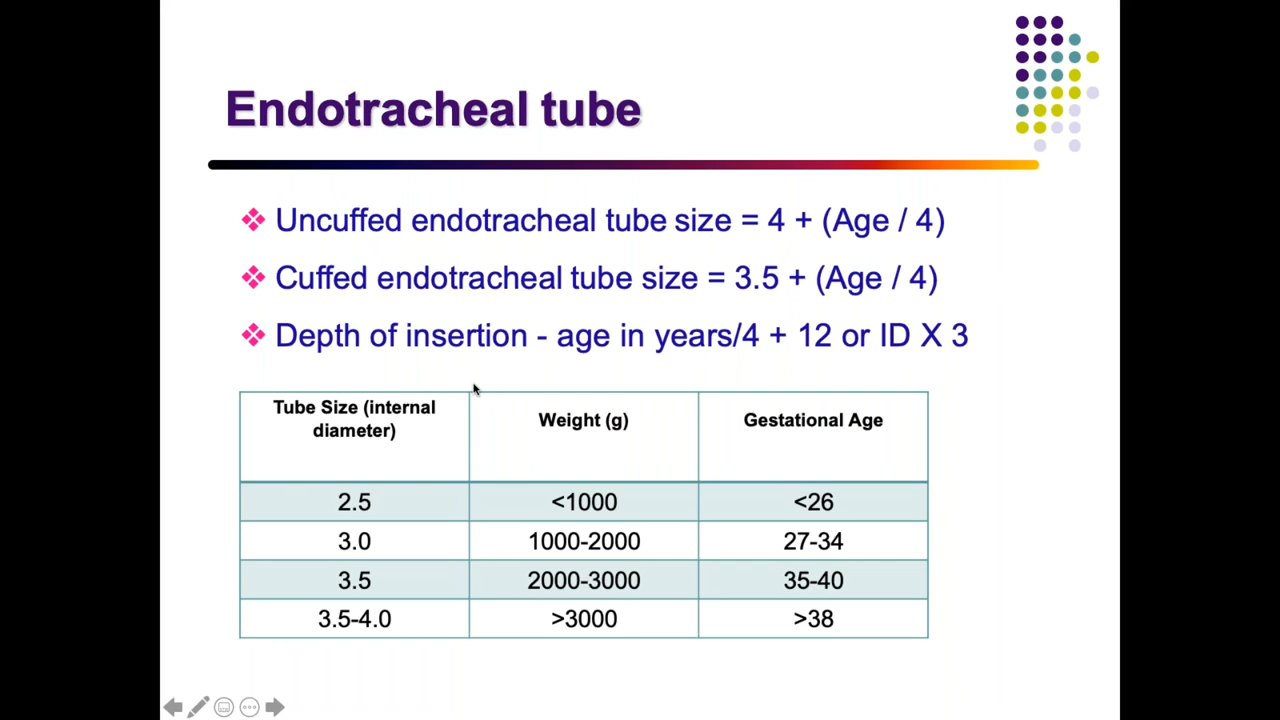 Endotracheal tube
Uncuffed endotracheal tube size = 4 + (Age / 4)
Cuffed endotracheal tube size = 3.5 + (Age / 4)
Depth of insertion - age in years/4 + 12 or ID X 3
Tube Size (internal diameter) Weight (g) Gestational Age
2.5 <1000 <26
3.0 1000-2000 27-34
3.5 2000-3000 35-40
3.5-4.0 >3000 >38